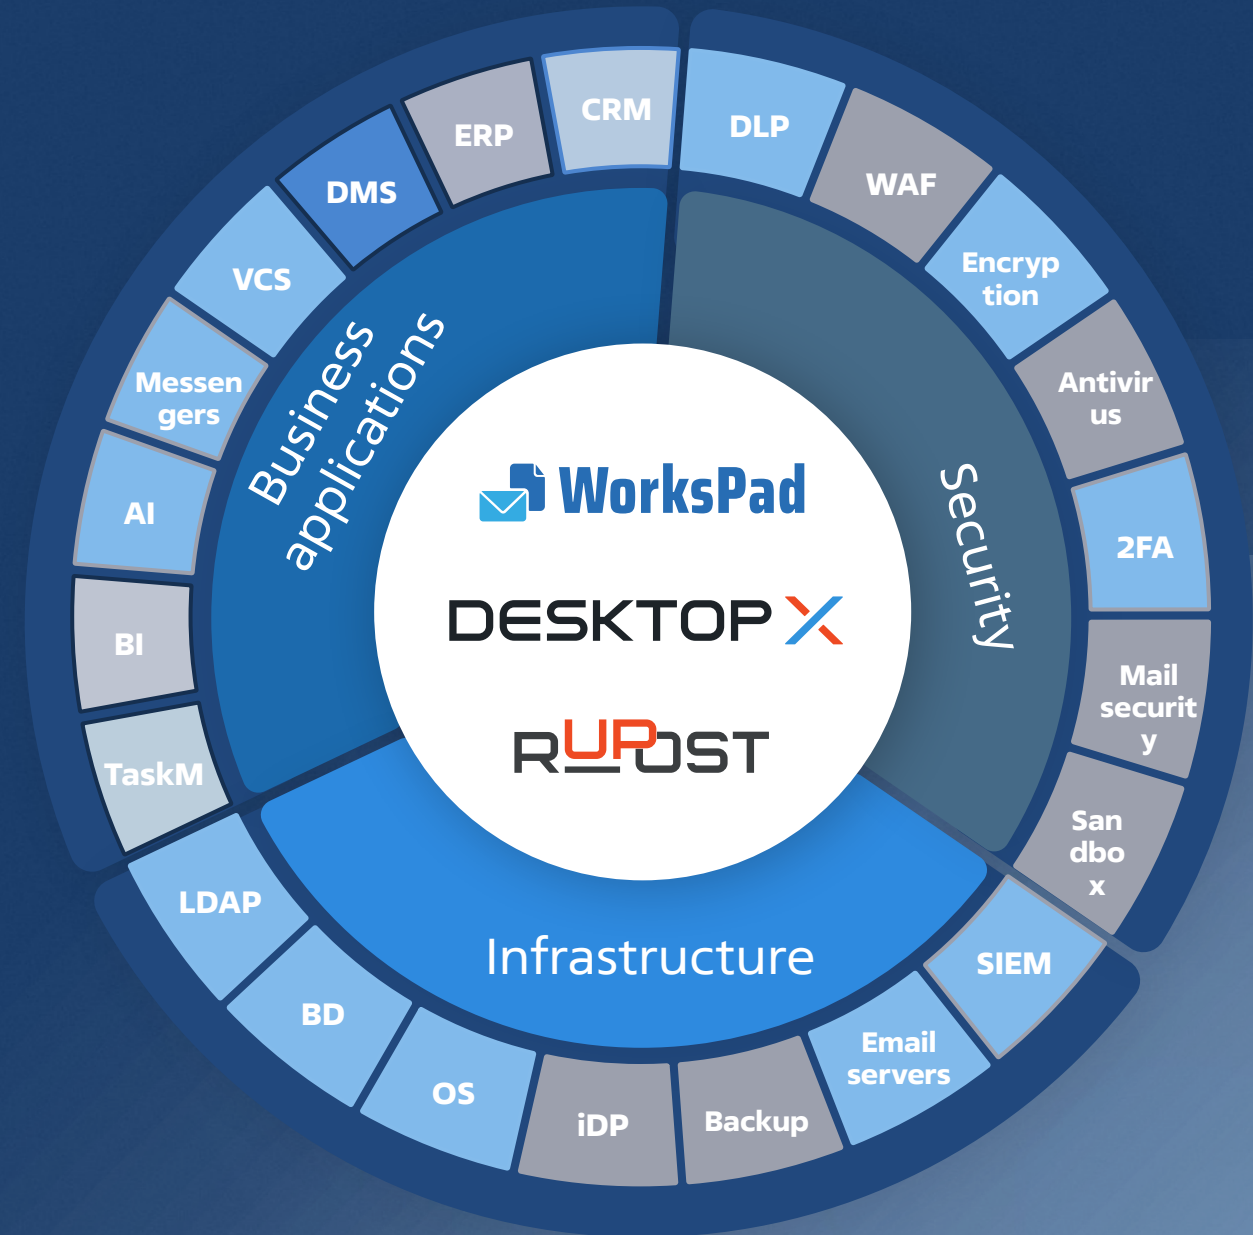 CRM
DLP
ERP
WAF
DMS
Encryp
tion
VCS
Antivir
us
Messen
gers
Business
applications
Security
AI
2FA
BI
Mail
securit
y
TaskM
San
dbo
x
LDAP
SIEM
BD
Email
servers
OS
Backup
iDP
Infrastructure
WorksPad
DESKTOP X
RUPOST